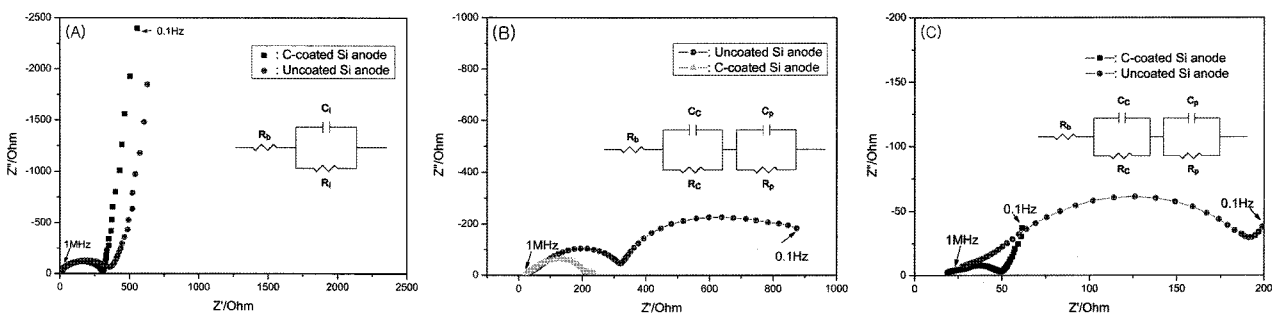 (A)
-2500
-2000
-1500
-1000
-500
0
0 500 1000 1500 2000 2500
Z''/Ohm
Z'/Ohm
0.1Hz
1MHz
: C-coated Si anode
: Uncoated Si anode
Rb
Ci
Ri
(B)
-1000
-800
-600
-400
-200
0
0 200 400 600 800 1000
Z''/Ohm
Z'/Ohm
: Uncoated Si anode
: C-coated Si anode
Rb
CC
Cp
RC
Rp
1MHz
0.1Hz
(C)
-200
-150
-100
-50
0
0 50 100 150 200
Z''/Ohm
Z'/Ohm
: C-coated Si anode
: Uncoated Si anode
Rb
CC
Cp
RC
Rp
0.1Hz
1MHz
0.1Hz